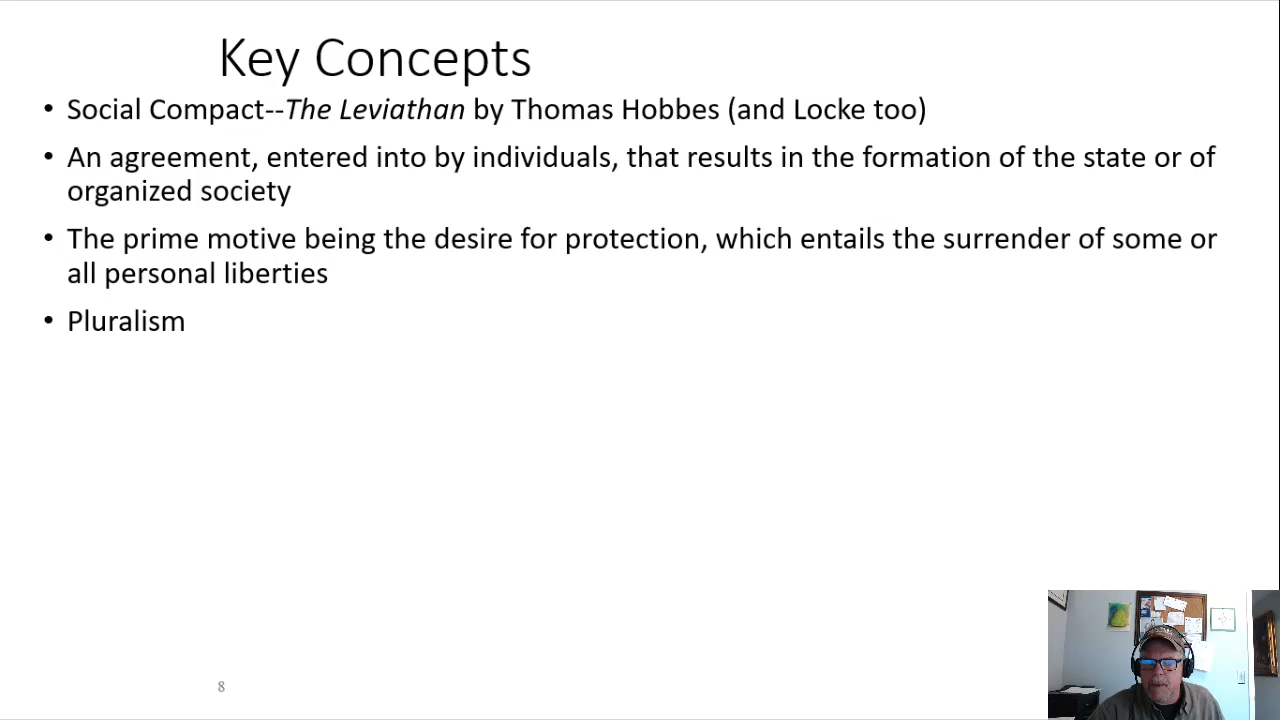 Key Concepts
• Social Compact--The Leviathan by Thomas Hobbes (and Locke too)
• An agreement, entered into by individuals, that results in the formation of the state or of
organized society
• The prime motive being the desire for protection, which entails the surrender of some or
all personal liberties
• Pluralism
8